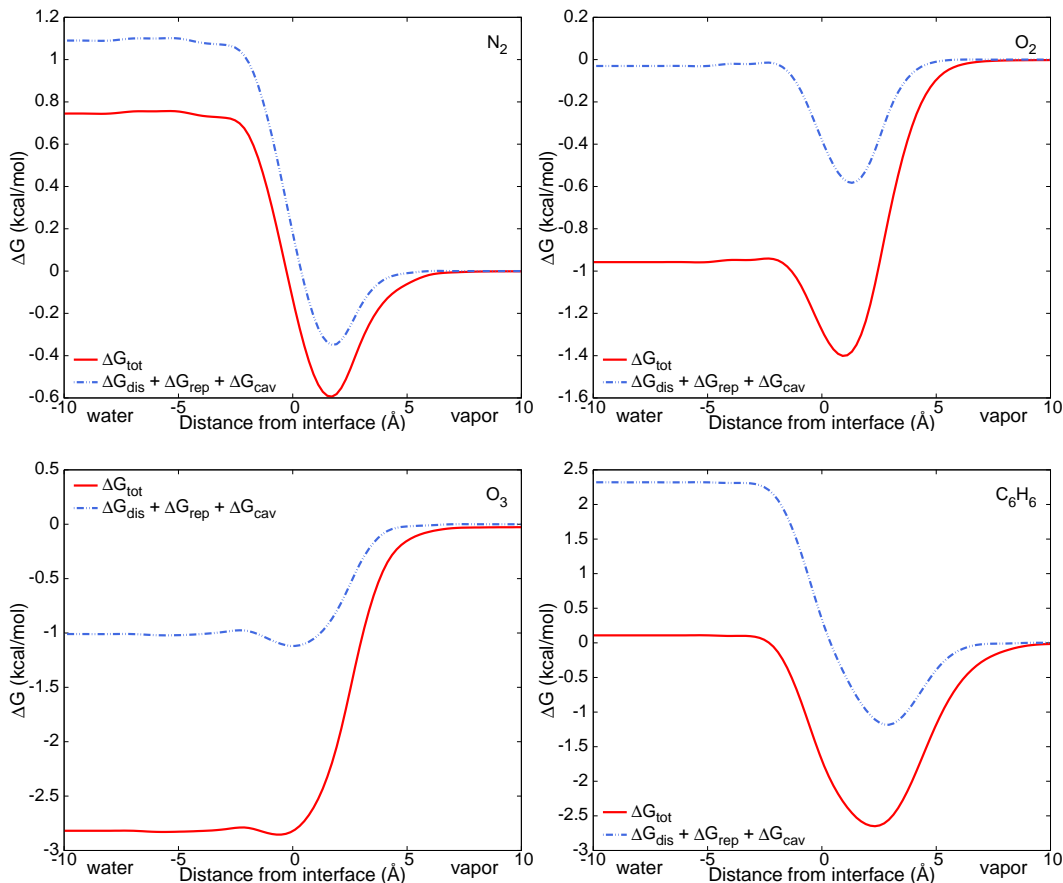 1.2
1
0.8
0.6
0.4
0.2
0
-0.2
-0.4
-0.6
ΔG (kcal/mol)
N2
ΔGtot
ΔGdis + ΔGrep + ΔGcav
-10 -5 0 5 10
water Distance from interface (Å) vapor
0.2
0
-0.2
-0.4
-0.6
-0.8
-1
-1.2
-1.4
-1.6
ΔG (kcal/mol)
O2
ΔGtot
ΔGdis + ΔGrep + ΔGcav
-10 -5 0 5 10
water Distance from interface (Å) vapor
0.5
0
-0.5
-1
-1.5
-2
-2.5
-3
ΔG (kcal/mol)
ΔGtot
ΔGdis + ΔGrep + ΔGcav
O3
-10 -5 0 5 10
water Distance from interface (Å) vapor
2.5
2
1.5
1
0.5
0
-0.5
-1
-1.5
-2
-2.5
-3
ΔG (kcal/mol)
C6H6
ΔGtot
ΔGdis + ΔGrep + ΔGcav
-10 -5 0 5 10
water Distance from interface (Å) vapor